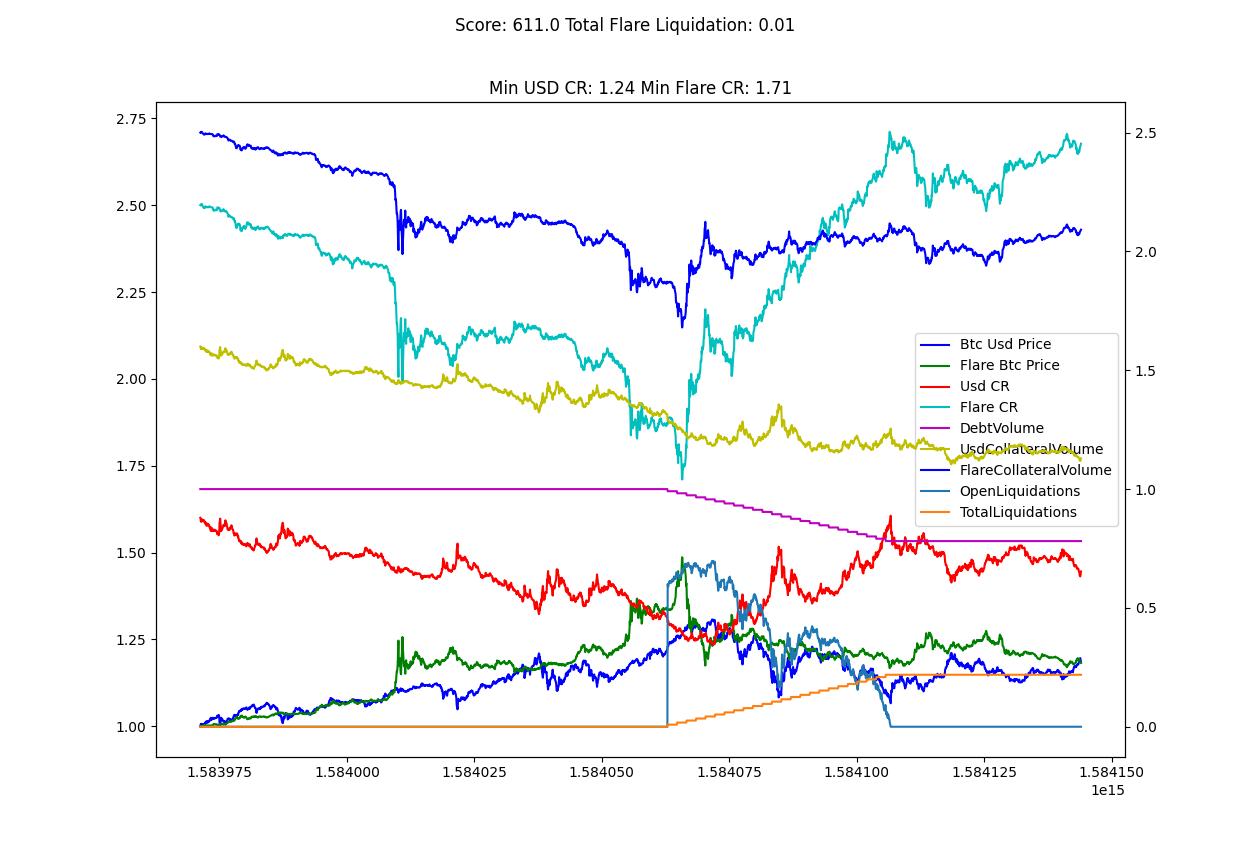 Score: 611.0 Total Flare Liquidation: 0.01
Min USD CR: 1.24 Min Flare CR: 1.71
2.75
2.50
2.25
2.00
1.75
1.50
1.25
1.00
2.5
2.0
1.5
1.0
0.5
0.0
Btc Usd Price
Flare Btc Price
Usd CR
Flare CR
DebtVolume
UsdCollateralVolume
FlareCollateralVolume
OpenLiquidations
TotalLiquidations
1.583975 1.584000 1.584025 1.584050 1.584075 1.584100 1.584125 1.584150
1e15